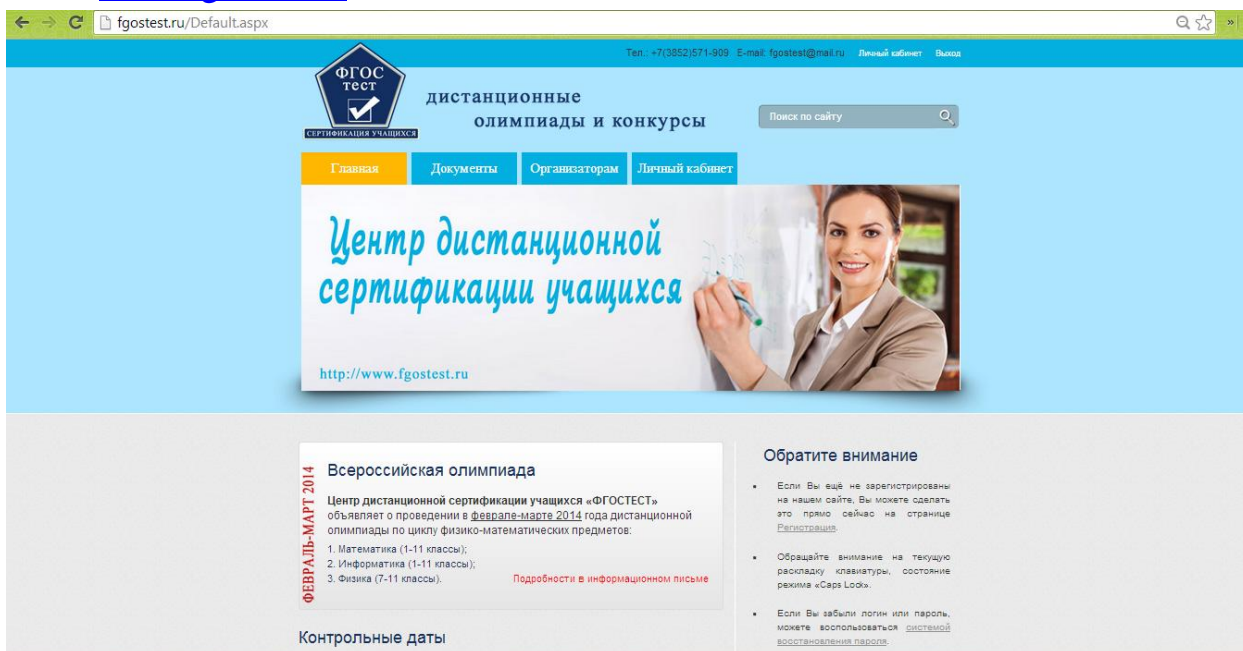 fgostest.ru/Default.aspx
Тел.: +7(3852)571-909 E-mail: fgostest@mail.ru Личный кабинет Выход
ФГОС
тест
СЕРТИФИКАЦИЯ УЧАЩИХСЯ
дистанционные
олимпиады и конкурсы
Поиск по сайту
Главная Документы Организаторам Личный кабинет
Центр дистанционной
сертификации учащихся
http://www.fgostest.ru
ФЕВРАЛЬ-МАРТ 2014
Всероссийская олимпиада
Центр дистанционной сертификации учащихся «ФГОСТЕСТ»
объявляет о проведении в феврале-марте 2014 года дистанционной
олимпиады по циклу физико-математических предметов:
1. Математика (1-11 классы);
2. Информатика (1-11 классы);
3. Физика (7-11 классы).
Подробности в информационном письме
Контрольные даты
Обратите внимание
Если Вы ещё не зарегистрированы
на нашем сайте, Вы можете сделать
это прямо сейчас на странице
Регистрация.
Обращайте внимание на текущую
раскладку клавиатуры, состояние
режима «Caps Lock».
Если Вы забыли логин или пароль,
можете воспользоваться системой
восстановления пароля.